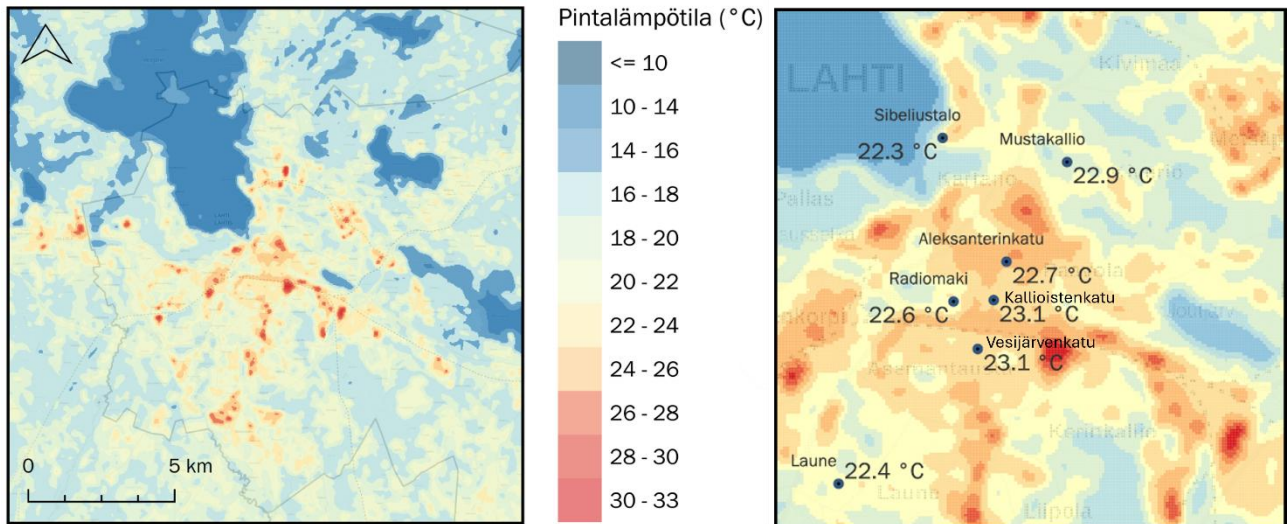 0
5 km
Pintalämpötila (°C)
<= 10
10 - 14
14 - 16
16 - 18
18 - 20
20 - 22
22 - 24
24 - 26
26 - 28
28 - 30
30 - 33
LAHTI
Kivimaa
Sibeliustalo
22.3 °C
Mustakallio
22.9 °C
Kartano
Pallas
Aleksanterinkatu
22.7 °C
Radiomaki
22.6 °C
Kallioistenkatu
23.1 °C
Vesijärvenkatu
23.1 °C
Asemantausta
Kerinkallio
Laune
22.4 °C
Laune
Liipola